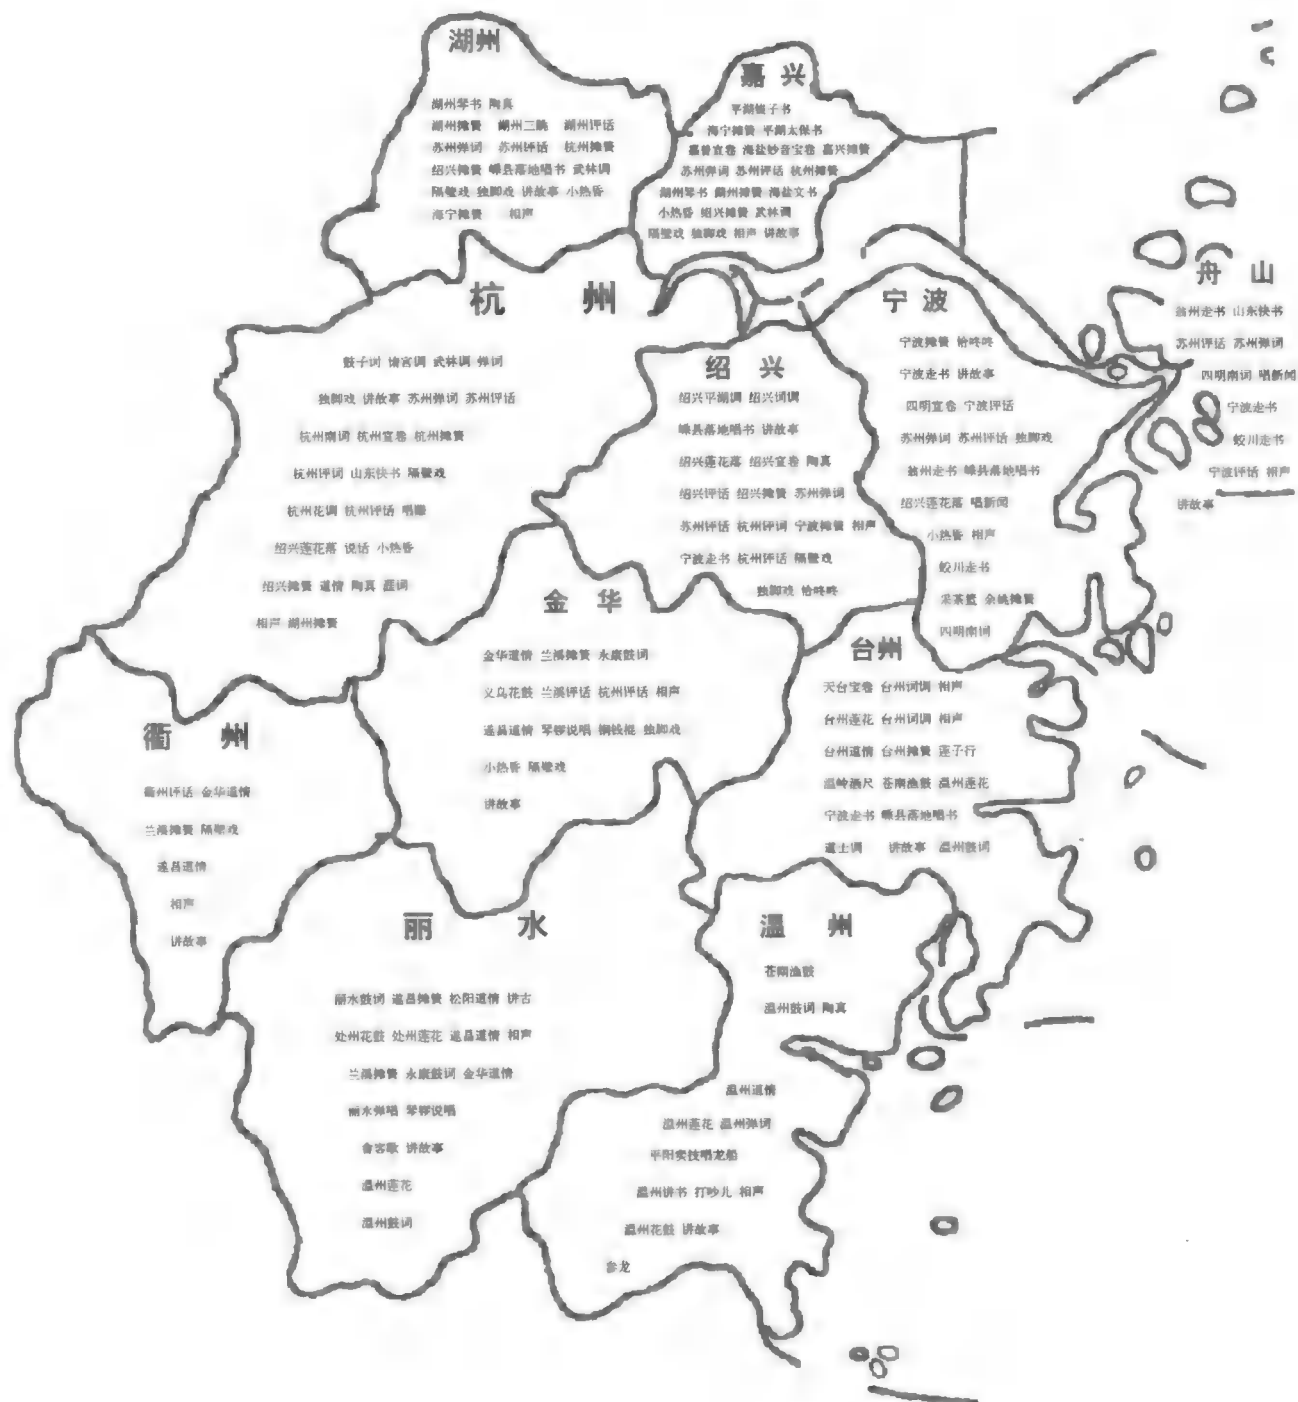 湖州
湖州琴书 陶真
湖州摊簧 湖州三跳 湖州评话
苏州弹词 苏州评话 杭州摊簧
绍兴摊簧 嵊县落地唱书 武林调
隔壁戏 独脚戏 讲故事 小热昏
海宁摊簧 相声
嘉兴
平湖钹子书
海宁摊簧 平湖太保书
嘉善宣卷 海盐妙音宝卷 嘉兴摊簧
苏州弹词 苏州评话 杭州摊簧
湖州琴书 湖州摊簧 海盐文书
小热昏 绍兴摊簧 武林调
隔壁戏 独脚戏 相声 讲故事
杭州
鼓子词 诸宫调 武林调 弹词
独脚戏 讲故事 苏州弹词 苏州评话
杭州南词 杭州宣卷 杭州摊簧
杭州评词 山东快书 隔壁戏
杭州花调 杭州评话 唱赚
绍兴莲花落 说话 小热昏
绍兴摊簧 道情 陶真 涯词
相声 湖州摊簧
绍兴
绍兴平湖调 绍兴词调
嵊县落地唱书 讲故事
绍兴莲花落 绍兴宣卷 陶真
绍兴评话 绍兴摊簧 苏州弹词
苏州评话 杭州评词 宁波摊簧 相声
宁波走书 杭州评话 隔壁戏
独脚戏 恰咚咚
宁波
宁波摊簧 恰咚咚
宁波走书 讲故事
四明宣卷 宁波评话
苏州弹词 苏州评话 独脚戏
翁州走书 嵊县落地唱书
绍兴莲花落 唱新闻
小热昏 相声
蛟川走书
采茶篮 余姚摊簧
四明南词
舟山
翁州走书 山东快书
苏州评话 苏州弹词
四明南词 唱新闻
宁波走书
蛟川走书
宁波评话 相声
讲故事
金华
金华道情 兰溪摊簧 永康鼓词
义乌花鼓 兰溪评话 杭州评话 相声
遂昌道情 琴锣说唱 铜钱棍 独脚戏
小热昏 隔壁戏
讲故事
台州
天台宝卷 台州词调 相声
台州莲花 台州词调 相声
台州道情 台州摊簧 莲子行
温岭洒尺 苍南渔鼓 温州莲花
宁波走书 嵊县落地唱书
道士调 讲故事 温州鼓词
衢州
衢州评话 金华道情
兰溪摊簧 隔壁戏
遂昌道情
相声
讲故事
丽水
丽水鼓词 遂昌摊簧 松阳道情 讲古
处州花鼓 处州莲花 遂昌道情 相声
兰溪摊簧 永康鼓词 金华道情
丽水弹唱 琴锣说唱
畲客歌 讲故事
温州莲花
温州鼓词
温州
苍南渔鼓
温州鼓词 陶真
温州道情
温州莲花 温州弹词
平阳卖技唱龙船
温州讲书 打吵儿 相声
温州花鼓 讲故事
参龙